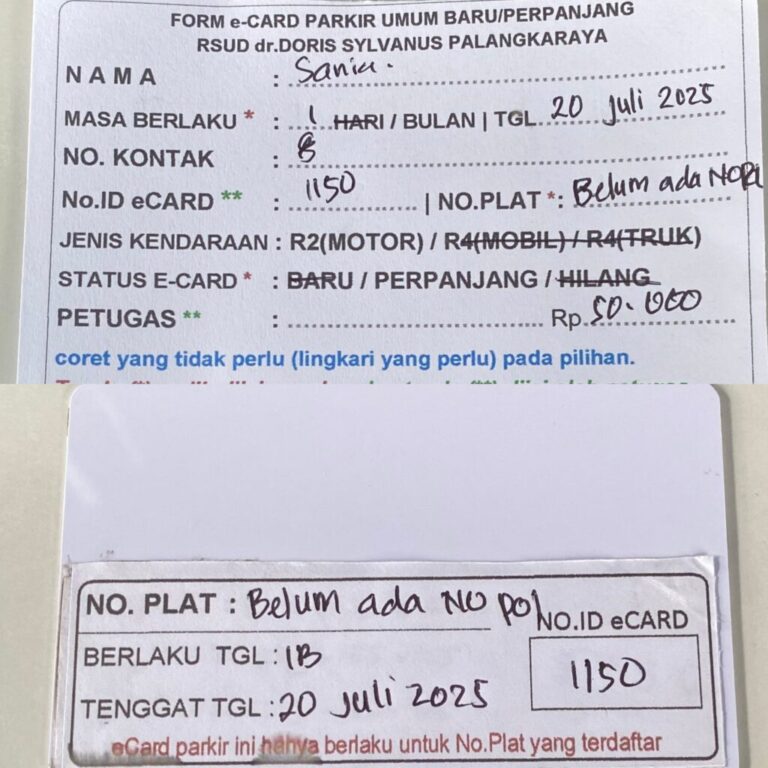 FORM e-CARD PARKIR UMUM BARU/PERPANJANG
RSUD dr.DORIS SYLVANUS PALANGKARAYA
NAMA : Sania.
MASA BERLAKU * : 1 HARI / BULAN | TGL. 20 Juli 2025
NO. KONTAK : B
No.ID eCARD ** : 1150 | NO.PLAT *: Belum ada NOPOL
JENIS KENDARAAN : R2(MOTOR) / R4(MOBIL) / R4(TRUK)
STATUS E-CARD * : BARU / PERPANJANG / HILANG
PETUGAS ** : Rp. 50.000
coret yang tidak perlu (lingkari yang perlu) pada pilihan.
NO. PLAT : Belum ada NO POl
NO.ID eCARD
BERLAKU TGL : 1B
1150
TENGGAT TGL : 20 Juli 2025
eCard parkir ini hanya berlaku untuk No.Plat yang terdaftar